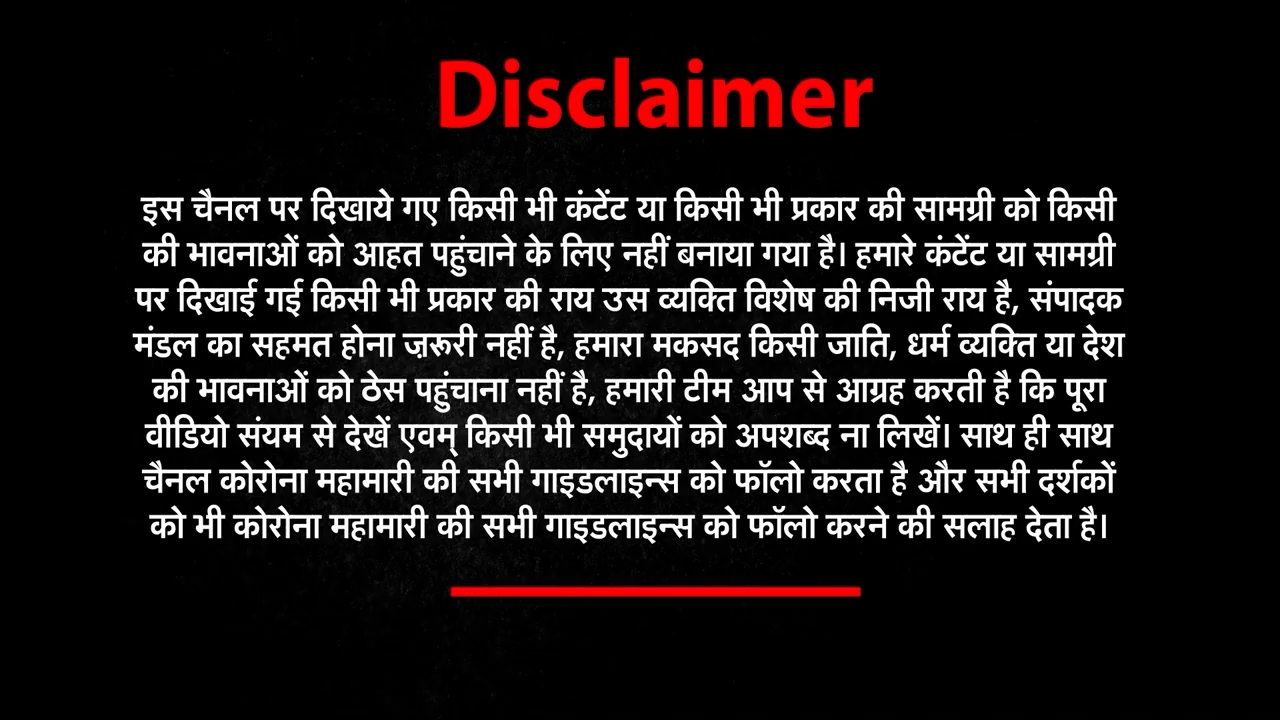 Disclaimer
इस चैनल पर दिखाये गए किसी भी कंटेंट या किसी भी प्रकार की सामग्री को किसी
की भावनाओं को आहत पहुंचाने के लिए नहीं बनाया गया है। हमारे कंटेंट या सामग्री
पर दिखाई गई किसी भी प्रकार की राय उस व्यक्ति विशेष की निजी राय है, संपादक
मंडल का सहमत होना ज़रूरी नहीं है, हमारा मकसद किसी जाति, धर्म व्यक्ति या देश
की भावनाओं को ठेस पहुंचाना नहीं है, हमारी टीम आप से आग्रह करती है कि पूरा
वीडियो संयम से देखें एवम् किसी भी समुदायों को अपशब्द ना लिखें। साथ ही साथ
चैनल कोरोना महामारी की सभी गाइडलाइन्स को फॉलो करता है और सभी दर्शकों
को भी कोरोना महामारी की सभी गाइडलाइन्स को फॉलो करने की सलाह देता है।